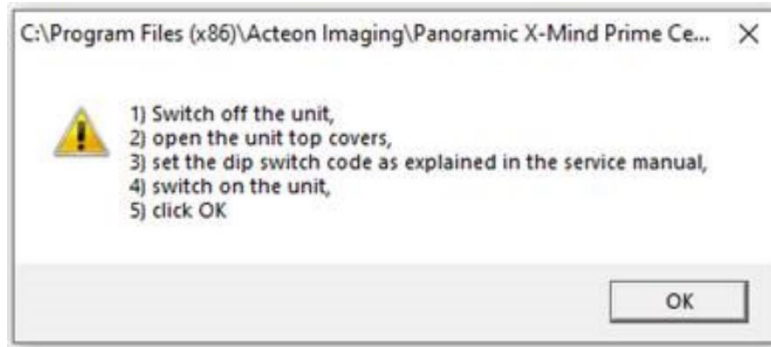 C:\Program Files (x86)\Acteon Imaging\Panoramic X-Mind Prime Ce...
1) Switch off the unit,
2) open the unit top covers,
3) set the dip switch code as explained in the service manual,
4) switch on the unit,
5) click OK
OK